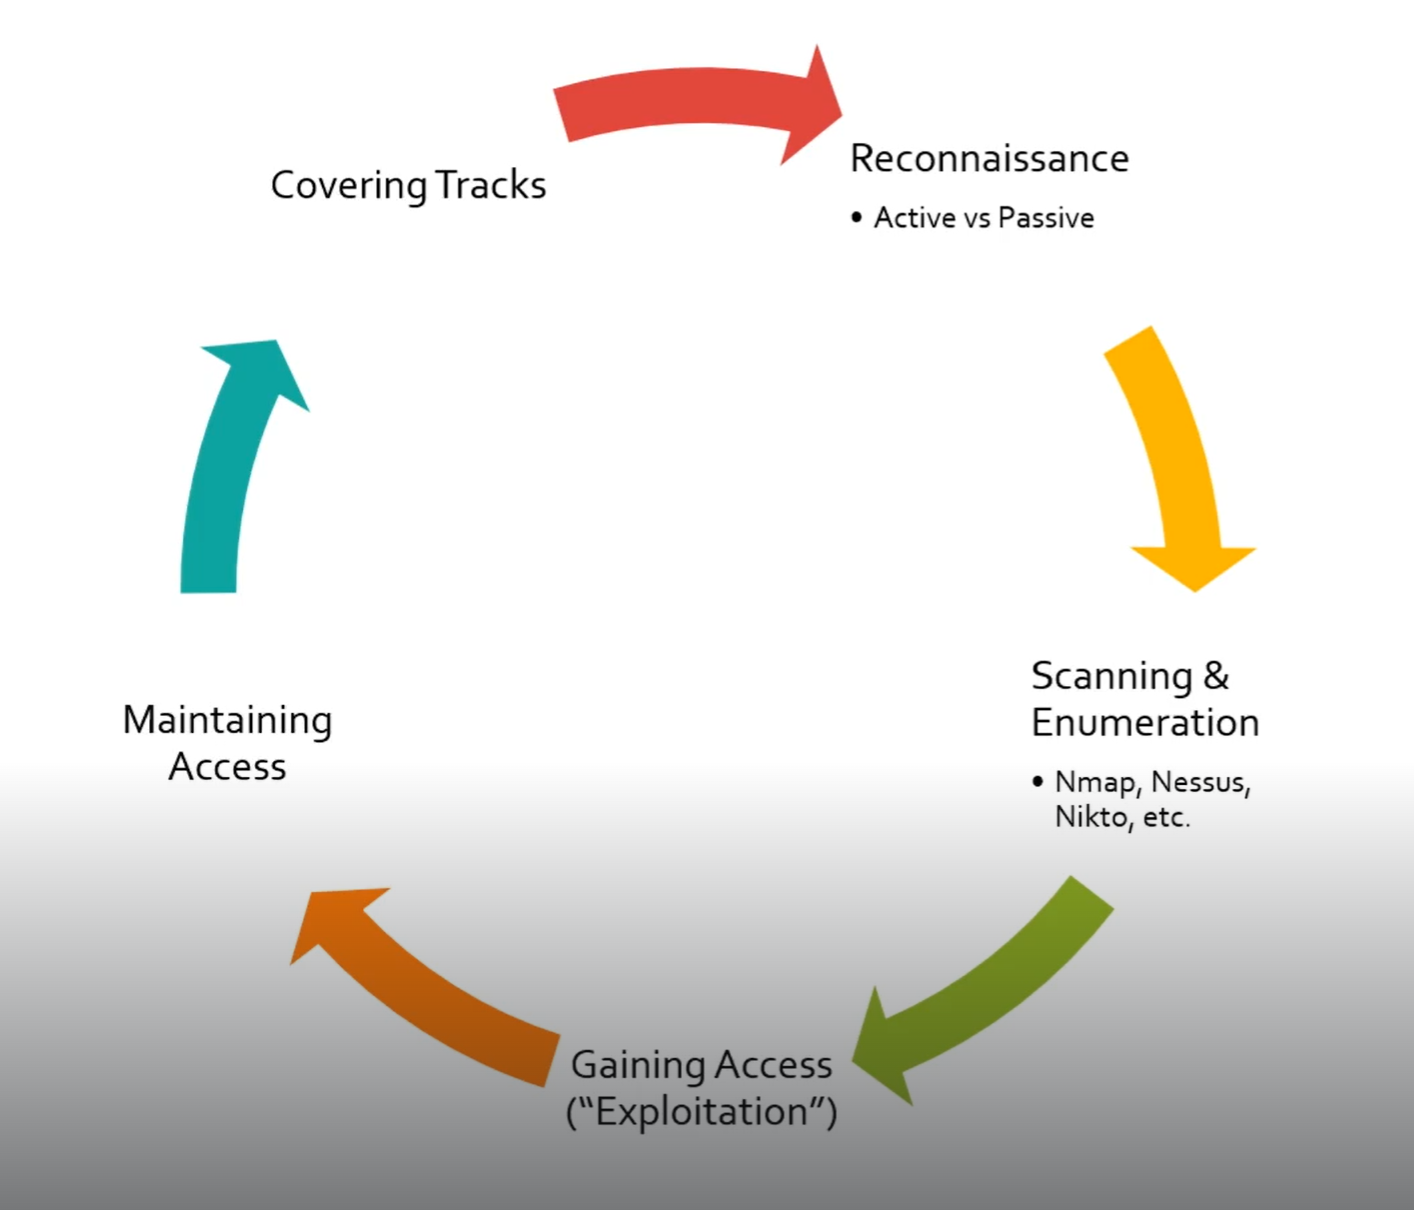 Covering Tracks
Reconnaissance
• Active vs Passive
Scanning &
Enumeration
• Nmap, Nessus,
Nikto, etc.
Gaining Access
(“Exploitation”)
Maintaining
Access